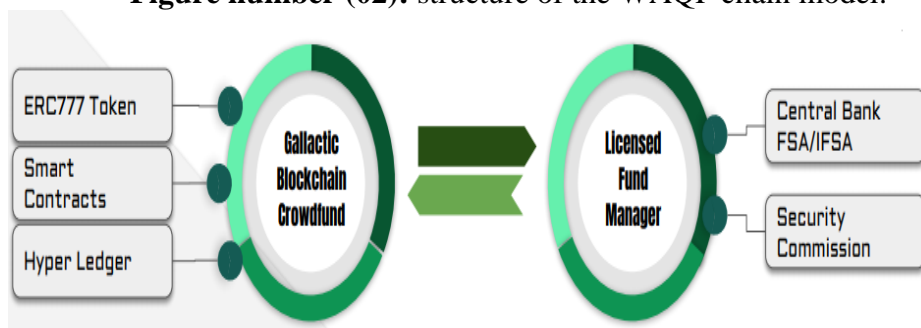 Figure number (02): structure of the WAQF chain model.
ERC777 Token
Smart
Contracts
Hyper Ledger
Gallactic
Blockchain
Crowdfund
Licensed
Fund
Manager
Central Bank
FSA/IFSA
Security
Commission